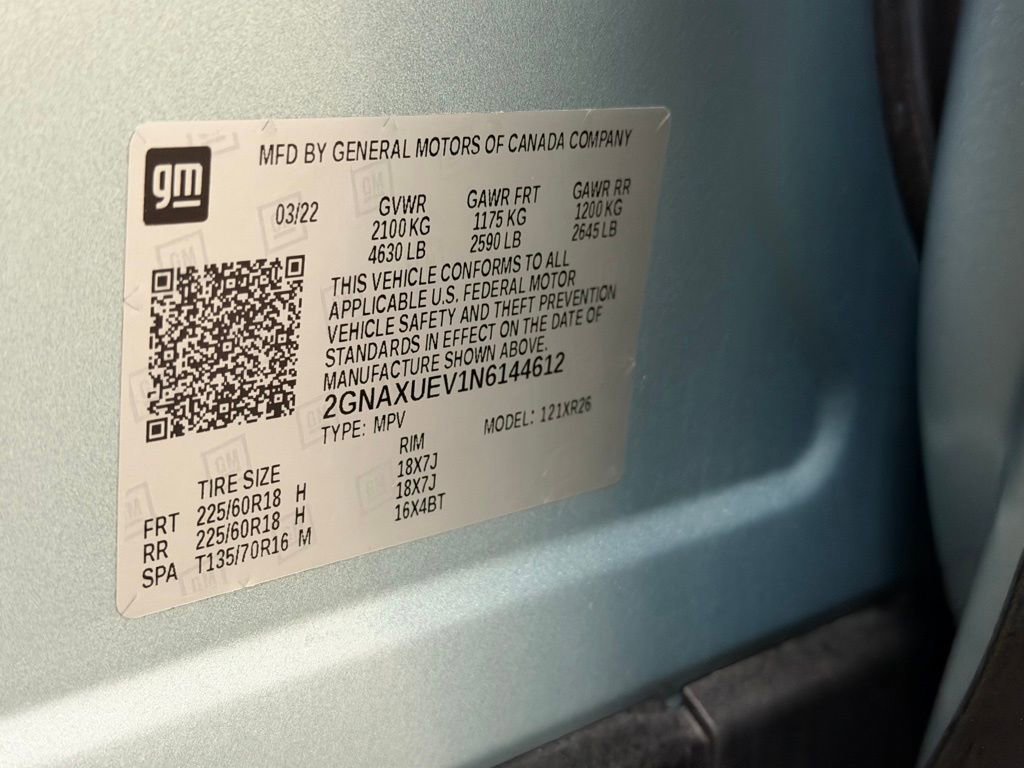 gm
MFD BY GENERAL MOTORS OF CANADA COMPANY
03/22 GVWR GAWR FRT GAWR RR
2100 KG 1175 KG 1200 KG
4630 LB 2590 LB 2645 LB
THIS VEHICLE CONFORMS TO ALL
APPLICABLE U.S. FEDERAL MOTOR
VEHICLE SAFETY AND THEFT PREVENTION
STANDARDS IN EFFECT ON THE DATE OF
MANUFACTURE SHOWN ABOVE.
2GNAXUEV1N6144612
TYPE: MPV MODEL: 121XR26
TIRE SIZE RIM
FRT 225/60R18 H 18X7J
RR 225/60R18 H 18X7J
SPA T135/70R16 M 16X4BT